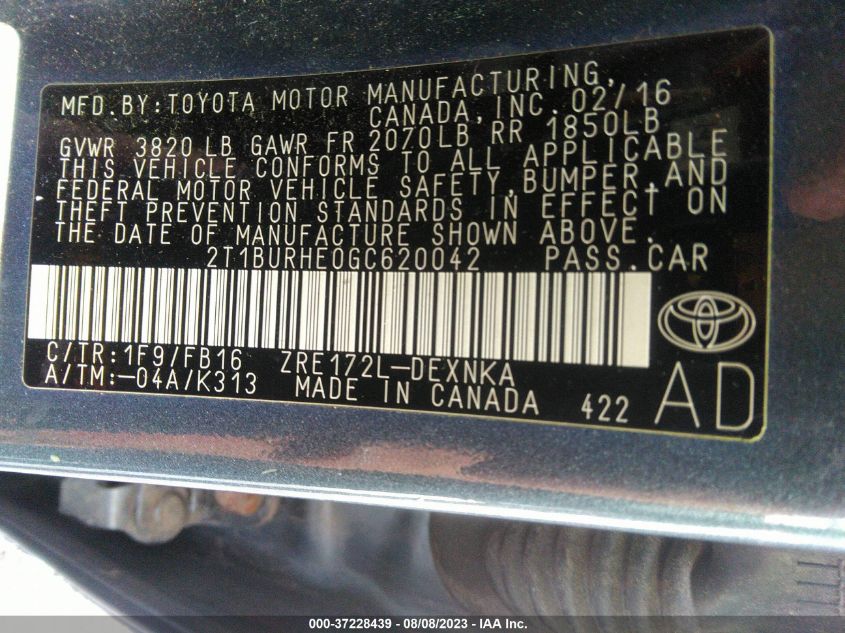 MFD. BY: TOYOTA MOTOR MANUFACTURING,
CANADA, INC. 02/16
GVWR 3820 LB GAWR FR 2070LB RR 1850LB
THIS VEHICLE CONFORMS TO ALL APPLICABLE
FEDERAL MOTOR VEHICLE SAFETY, BUMPER, AND
THEFT PREVENTION STANDARDS IN EFFECT ON
THE DATE OF MANUFACTURE SHOWN ABOVE.
2T1BURHE0GC620042 PASS. CAR
C/TR: 1F9/FB16 ZRE172L-DEXNKA
A/TM: -04A/K313 MADE IN CANADA 422 AD
000-37228439 - 08/08/2023 - IAA Inc.